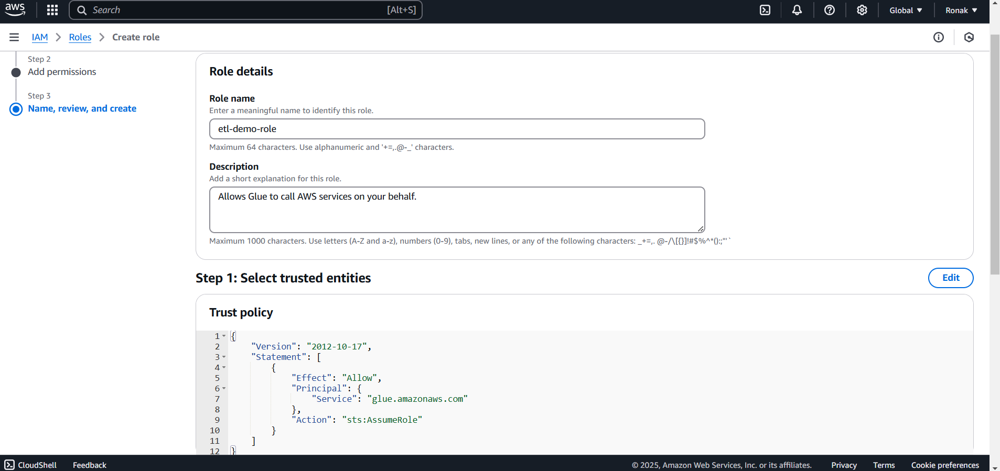 aws
Search [Alt+S]
Global ▼
Ronak ▼
IAM > Roles > Create role
Step 2
Add permissions
Step 3
Name, review, and create
Role details
Role name
Enter a meaningful name to identify this role.
etl-demo-role
Maximum 64 characters. Use alphanumeric and '+=,.@-_' characters.
Description
Add a short explanation for this role.
Allows Glue to call AWS services on your behalf.
Maximum 1000 characters. Use letters (A-Z and a-z), numbers (0-9), tabs, new lines, or any of the following characters: _+=,. @-/\[{}]!#$%^*():;"'`
Step 1: Select trusted entities
Edit
Trust policy
1 {
2 "Version": "2012-10-17",
3 "Statement": [
4 {
5 "Effect": "Allow",
6 "Principal": {
7 "Service": "glue.amazonaws.com"
8 },
9 "Action": "sts:AssumeRole"
10 }
11 ]
12 }
CloudShell
Feedback
© 2025, Amazon Web Services, Inc. or its affiliates.
Privacy
Terms
Cookie preferences